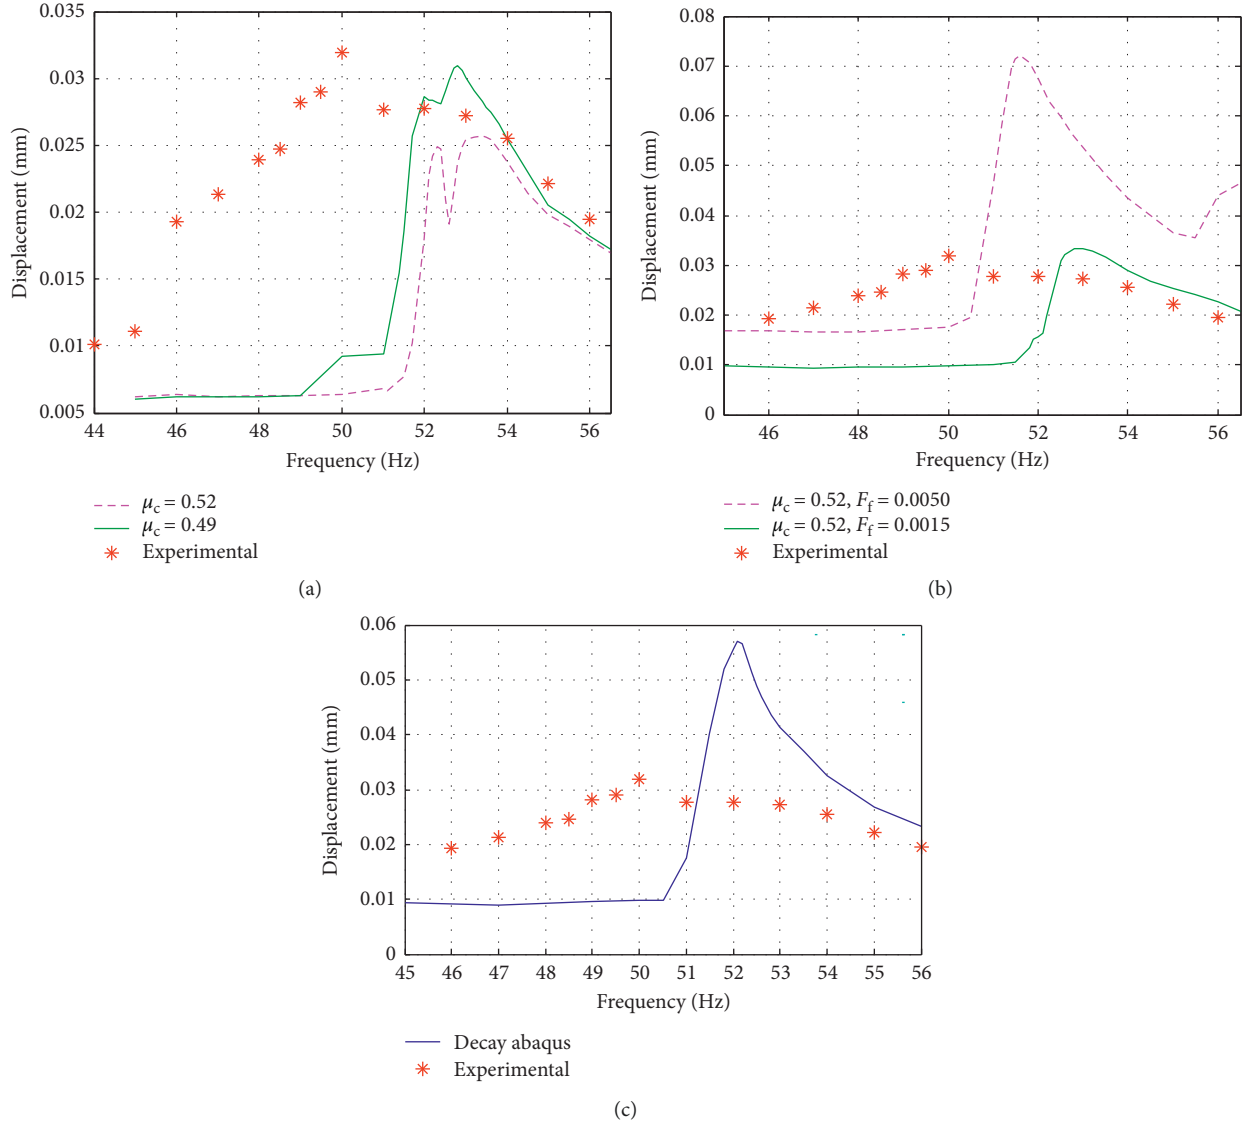 0.035
0.03
0.025
0.02
0.015
0.01
0.005
Displacement (mm)
44 46 48 50 52 54 56
Frequency (Hz)
μc = 0.52
μc = 0.49
Experimental
(a)
0.08
0.07
0.06
0.05
0.04
0.03
0.02
0.01
0
Displacement (mm)
46 48 50 52 54 56
Frequency (Hz)
μc = 0.52, Ff = 0.0050
μc = 0.52, Ff = 0.0015
Experimental
(b)
0.06
0.05
0.04
0.03
0.02
0.01
0
Displacement (mm)
45 46 47 48 49 50 51 52 53 54 55 56
Frequency (Hz)
Decay abaqus
Experimental
(c)